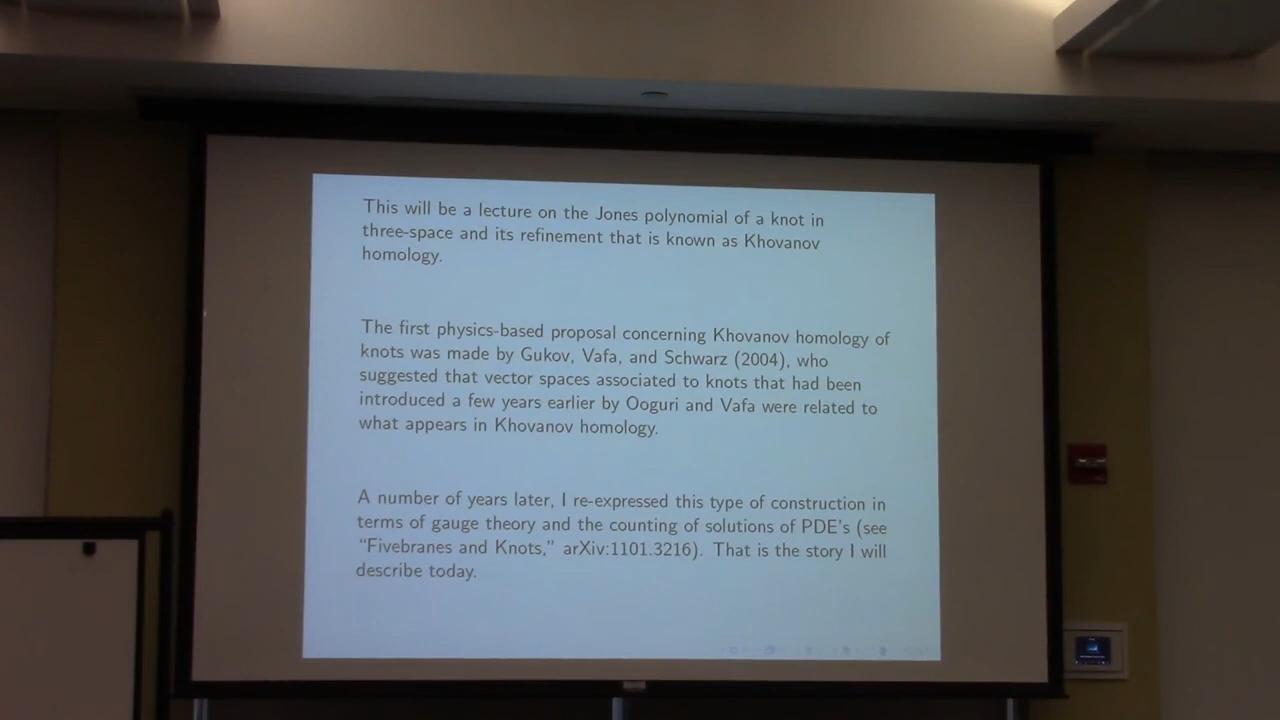 This will be a lecture on the Jones polynomial of a knot in
three-space and its refinement that is known as Khovanov
homology.
The first physics-based proposal concerning Khovanov homology of
knots was made by Gukov, Vafa, and Schwarz (2004), who
suggested that vector spaces associated to knots that had been
introduced a few years earlier by Ooguri and Vafa were related to
what appears in Khovanov homology.
A number of years later, I re-expressed this type of construction in
terms of gauge theory and the counting of solutions of PDE's (see
“Fivebranes and Knots,” arXiv:1101.3216). That is the story I will
describe today.